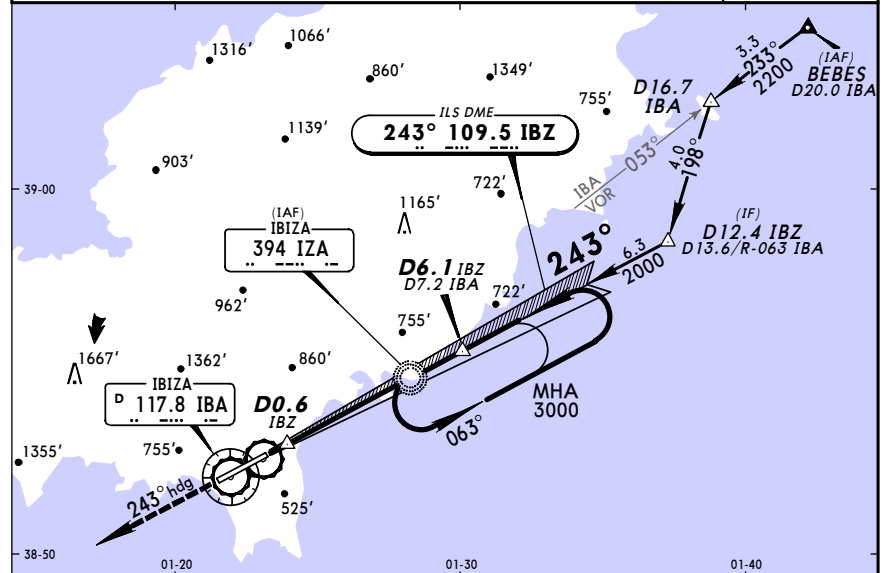 1316'
1066'
860'
1349'
3.3
233°
2200
(IAF)
BEBES
D20.0 IBA
D16.7
IBA
755'
ILS DME
243° 109.5 IBZ
1139'
903'
4.0
198°
053°
IBA
VOR
39-00
722'
1165'
(IAF)
IBIZA
394 IZA
(IF)
D12.4 IBZ
D13.6/R-063 IBA
243°
6.3
2000
D6.1 IBZ
D7.2 IBA
962'
722'
755'
1667'
1362'
860'
MHA
3000
063°
IBIZA
D 117.8 IBA
D0.6
IBZ
1355'
755'
525'
243° hdg
38-50
01-20
01-30
01-40